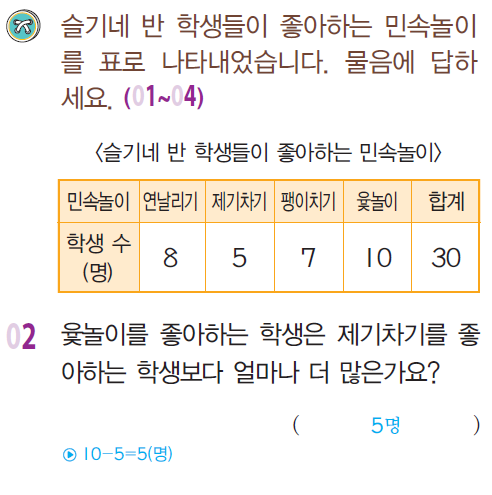 슬기네 반 학생들이 좋아하는 민속놀이
를 표로 나타내었습니다. 물음에 답하
세요. (01~04)
<슬기네 반 학생들이 좋아하는 민속놀이>
민속놀이 연날리기 제기차기 팽이치기 윷놀이 합계
학생 수
(명) 8 5 7 10 30
02 윷놀이를 좋아하는 학생은 제기차기를 좋
아하는 학생보다 얼마나 더 많은가요?
( 5명 )
10-5=5(명)